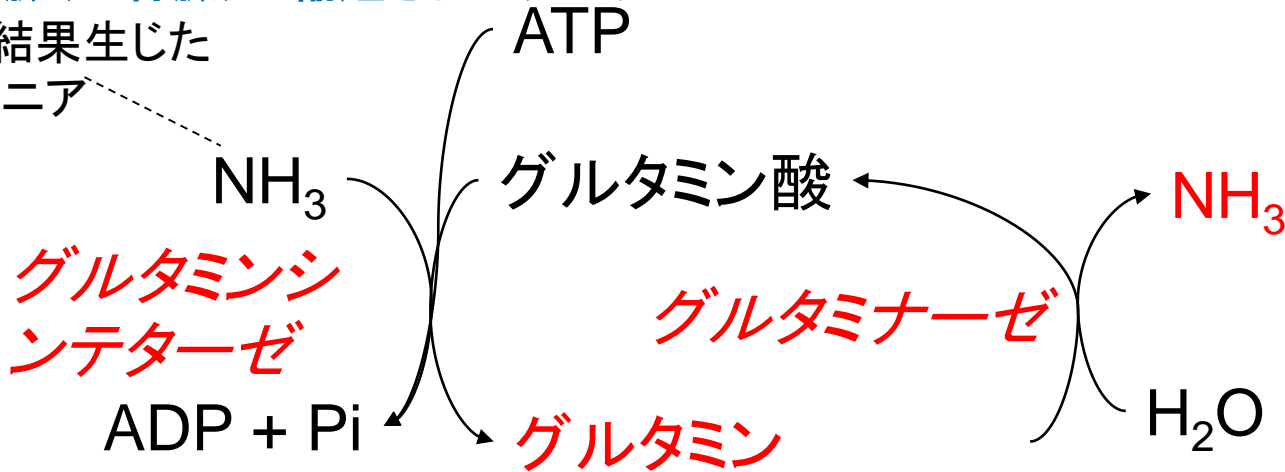 結果生じた
ニア
ATP
NH₃
グルタミン酸
NH₃
グルタミンシ
ンテターゼ
グルタミナーゼ
ADP + Pi
グルタミン
H₂O